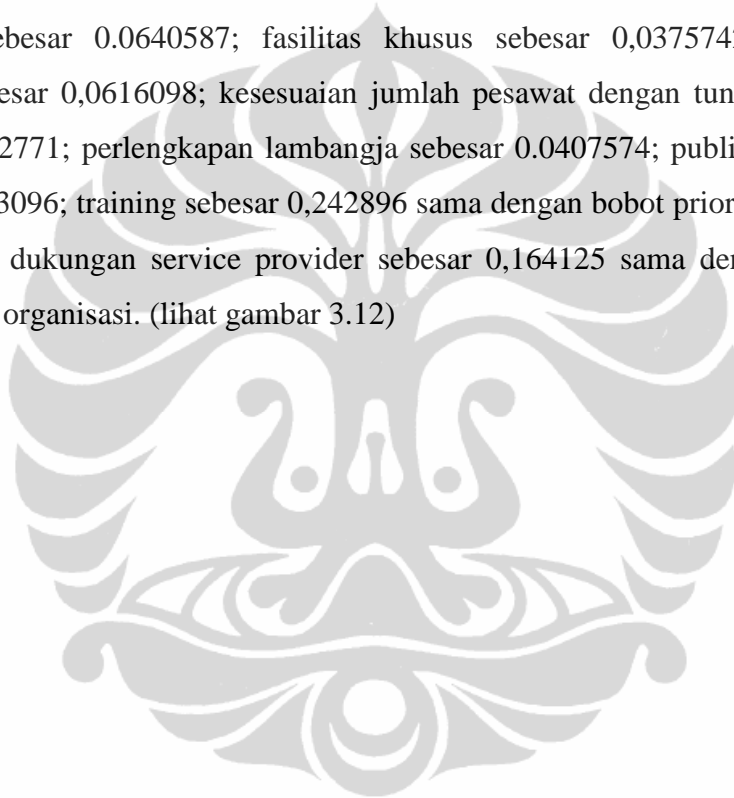 ebesar 0.0640587; fasilitas khusus sebesar 0,037574
esar 0,0616098; kesesuaian jumlah pesawat dengan tun
2771; perlengkapan lambangja sebesar 0.0407574; publi
3096; training sebesar 0,242896 sama dengan bobot prior
dukungan service provider sebesar 0,164125 sama der
organisasi. (lihat gambar 3.12)